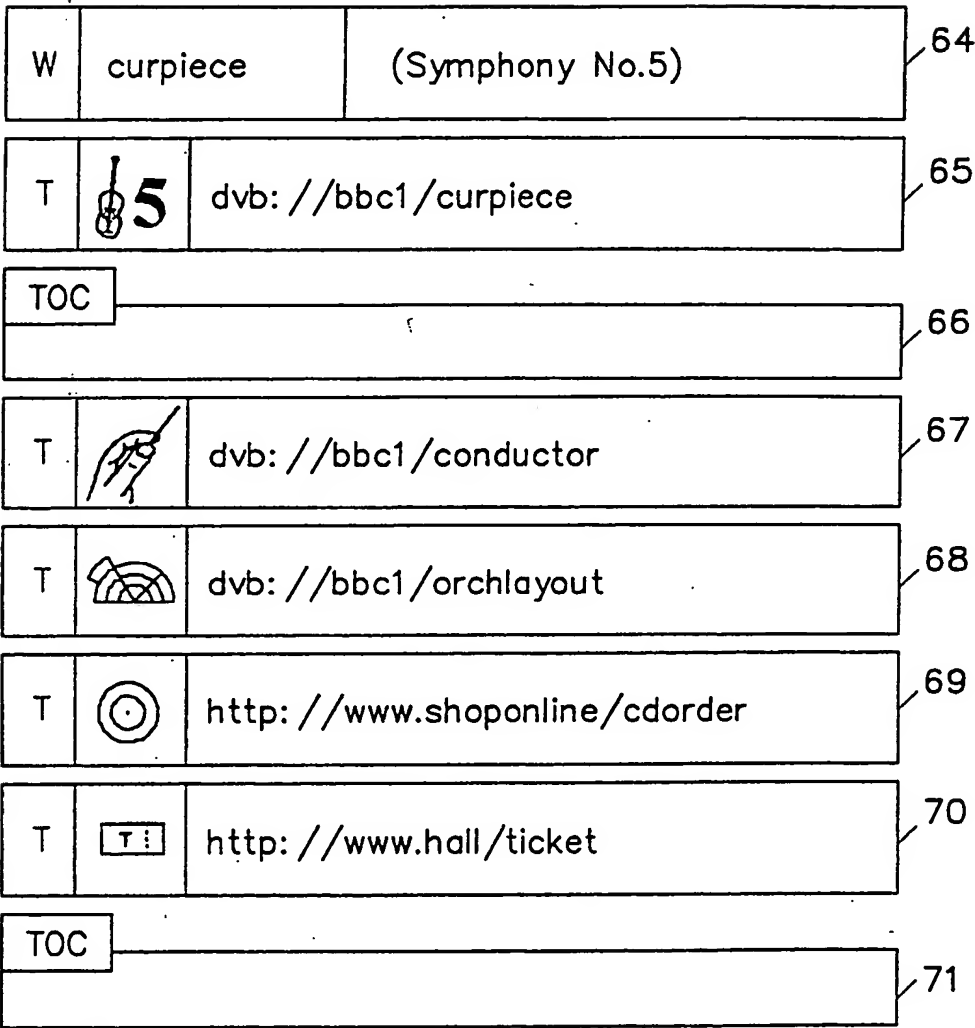 W curpiece (Symphony No.5) 64
T 5 dvb: //bbc1/curpiece 65
TOC
66
T dvb: //bbc1/conductor 67
T dvb: //bbc1/orchlayout 68
T http: //www.shoponline/cdorder 69
T T http: //www.hall/ticket 70
TOC
71